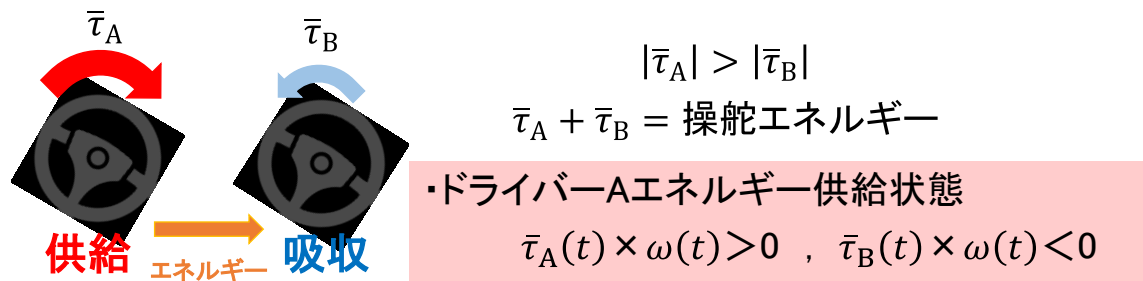 τ̅A
τ̅B
供給
エネルギー
吸収
|τ̅A| > |τ̅B|
τ̅A + τ̅B = 操舵エネルギー
・ドライバーAエネルギー供給状態
τ̅A(t)×ω(t)>0 , τ̅B(t)×ω(t)<0